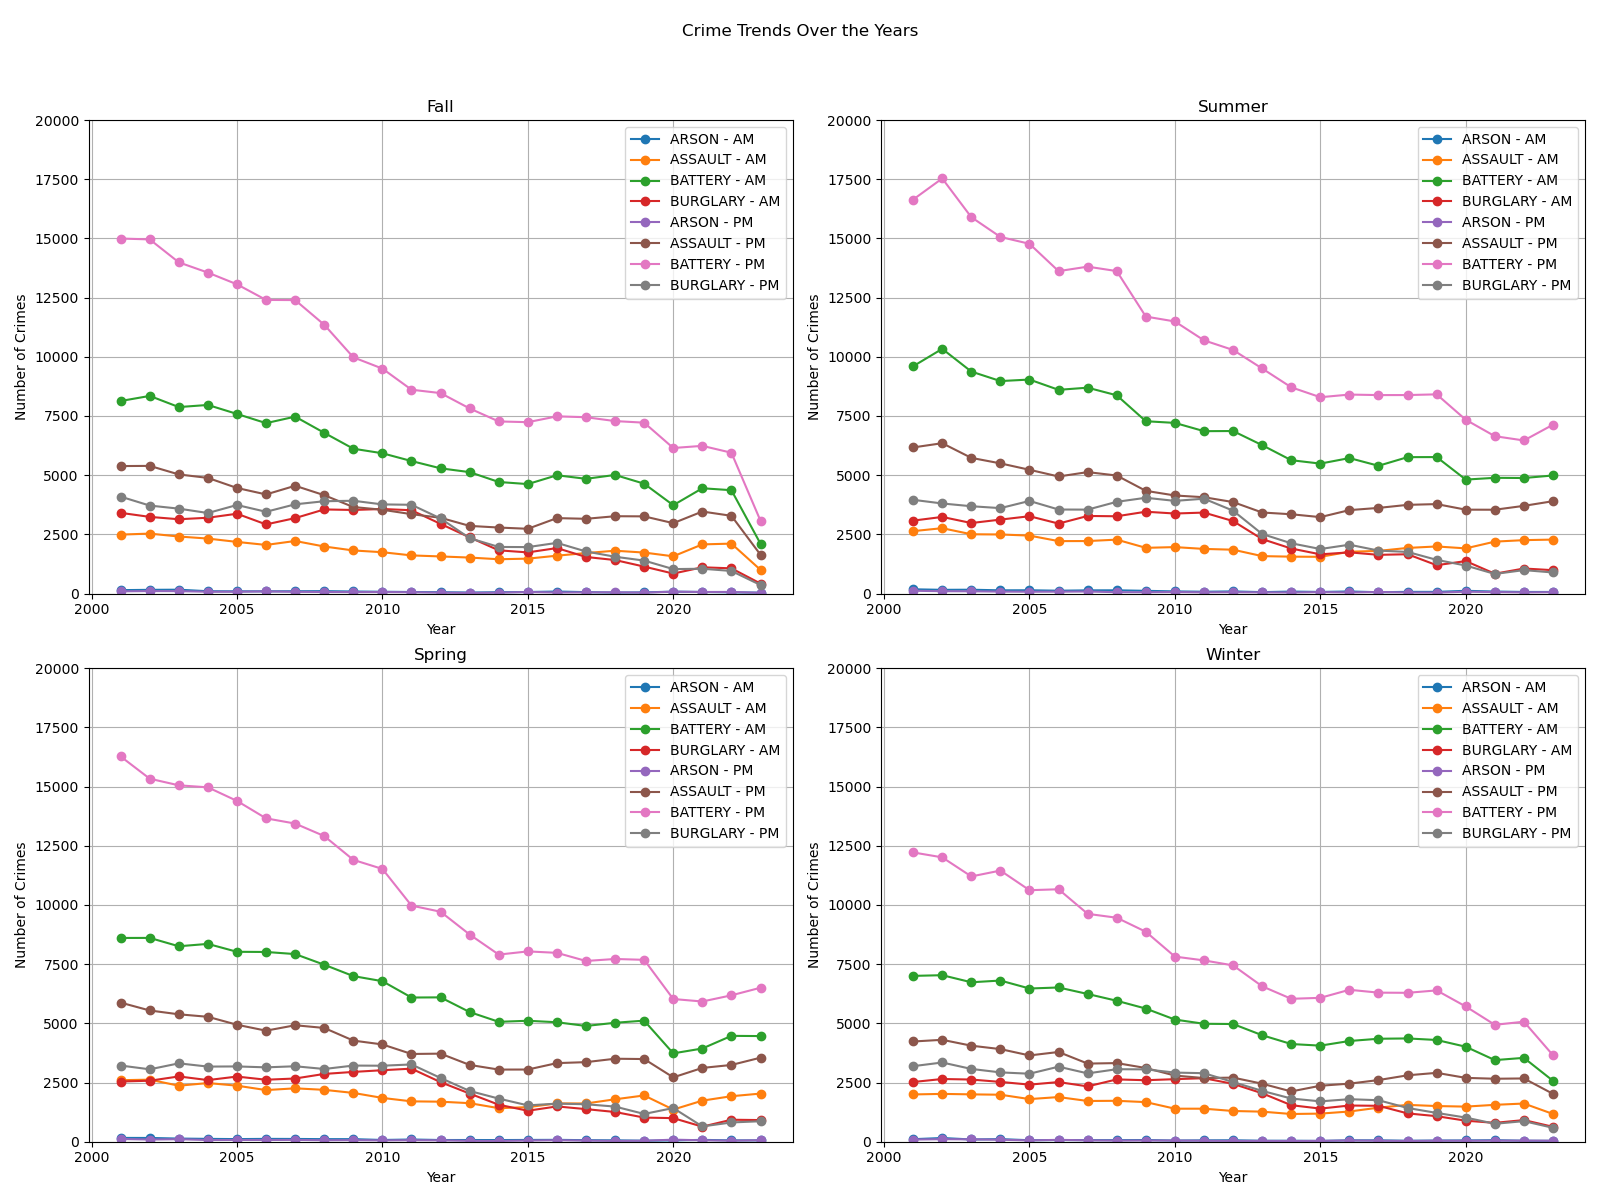 Crime Trends Over the Years
Fall
Number of Crimes
20000
17500
15000
12500
10000
7500
5000
2500
0
2000
2005
2010
2015
2020
Year
ARSON - AM
ASSAULT - AM
BATTERY - AM
BURGLARY - AM
ARSON - PM
ASSAULT - PM
BATTERY - PM
BURGLARY - PM
Summer
Number of Crimes
20000
17500
15000
12500
10000
7500
5000
2500
0
2000
2005
2010
2015
2020
Year
ARSON - AM
ASSAULT - AM
BATTERY - AM
BURGLARY - AM
ARSON - PM
ASSAULT - PM
BATTERY - PM
BURGLARY - PM
Spring
Number of Crimes
20000
17500
15000
12500
10000
7500
5000
2500
0
2000
2005
2010
2015
2020
Year
ARSON - AM
ASSAULT - AM
BATTERY - AM
BURGLARY - AM
ARSON - PM
ASSAULT - PM
BATTERY - PM
BURGLARY - PM
Winter
Number of Crimes
20000
17500
15000
12500
10000
7500
5000
2500
0
2000
2005
2010
2015
2020
Year
ARSON - AM
ASSAULT - AM
BATTERY - AM
BURGLARY - AM
ARSON - PM
ASSAULT - PM
BATTERY - PM
BURGLARY - PM